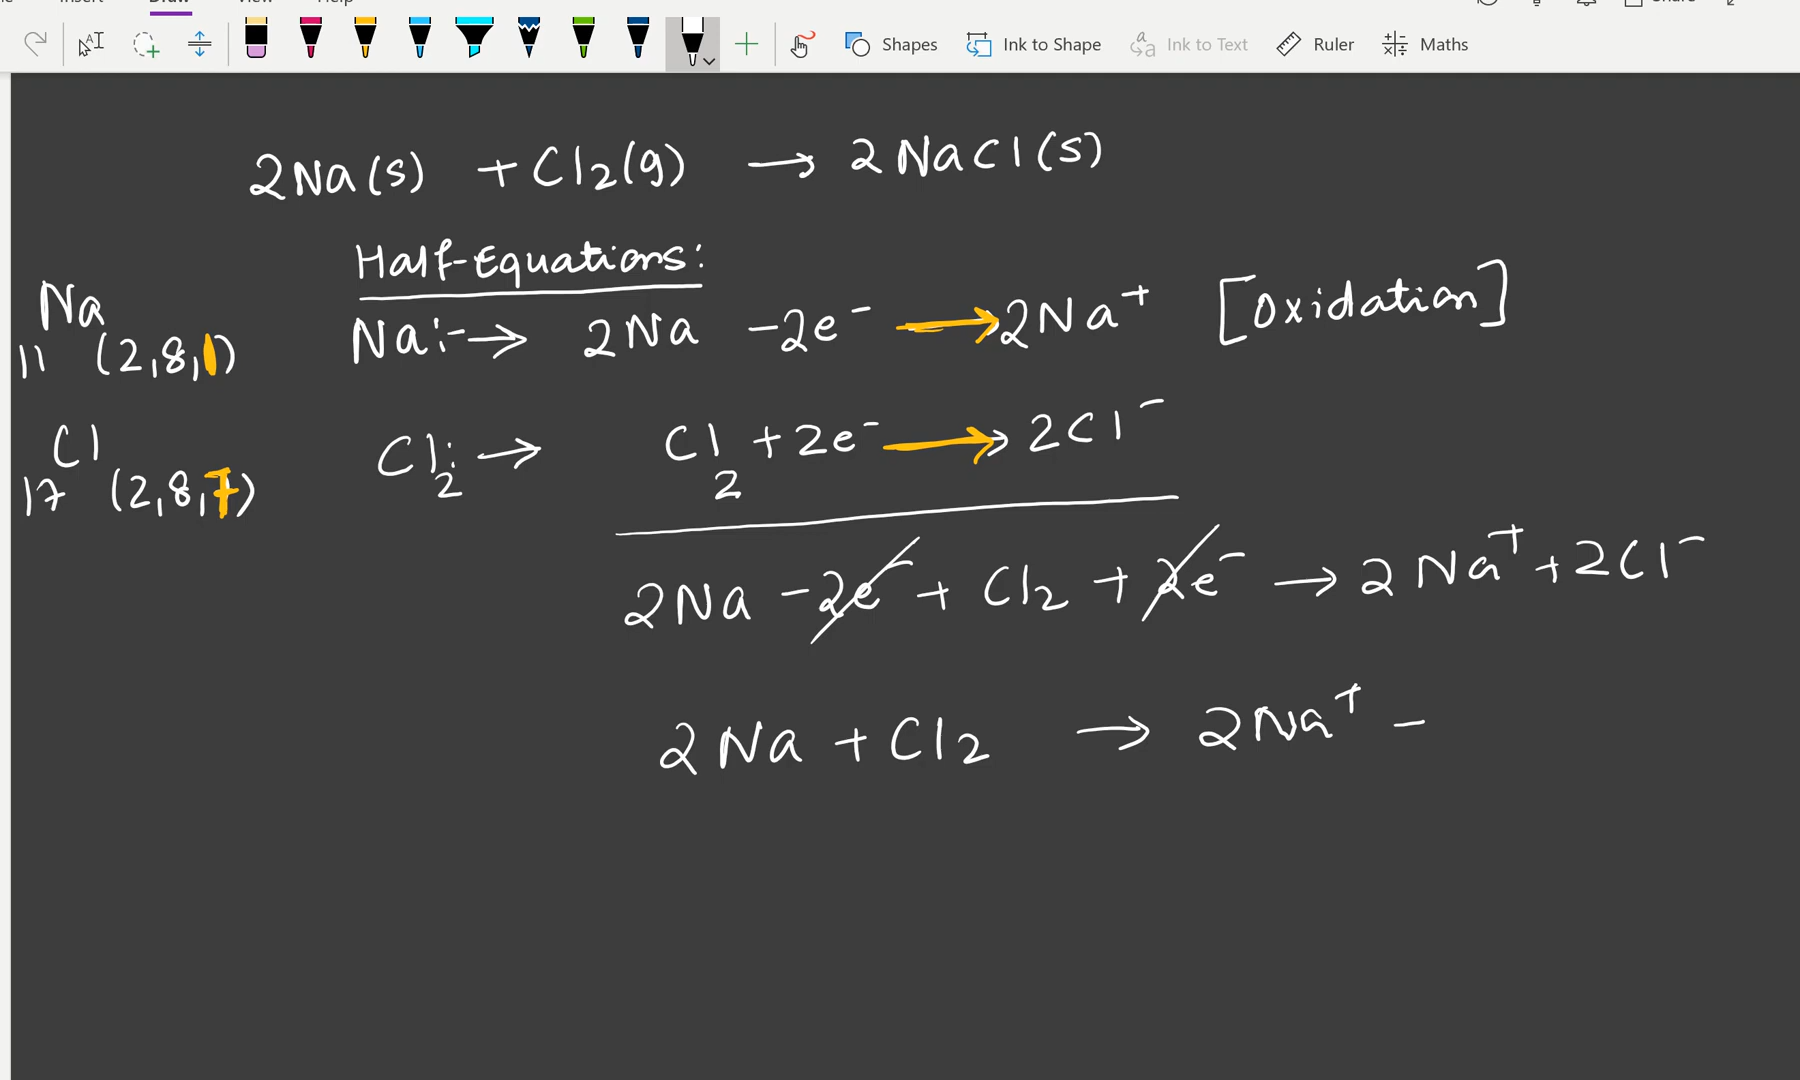 Draw
Help
Shapes Ink to Shape Ink to Text Ruler Maths
2Na(s) + Cl2(g) → 2NaCl(s)
Half-Equations:
Na
11 (2,8,1)
Na:- → 2Na - 2e⁻ → 2Na⁺ [Oxidation]
Cl
17 (2,8,7)
Cl₂: → Cl₂ + 2e⁻ → 2Cl⁻
2Na - 2e⁻ + Cl2 + 2e⁻ → 2Na⁺ + 2Cl⁻
2Na + Cl2 → 2Na⁺ -